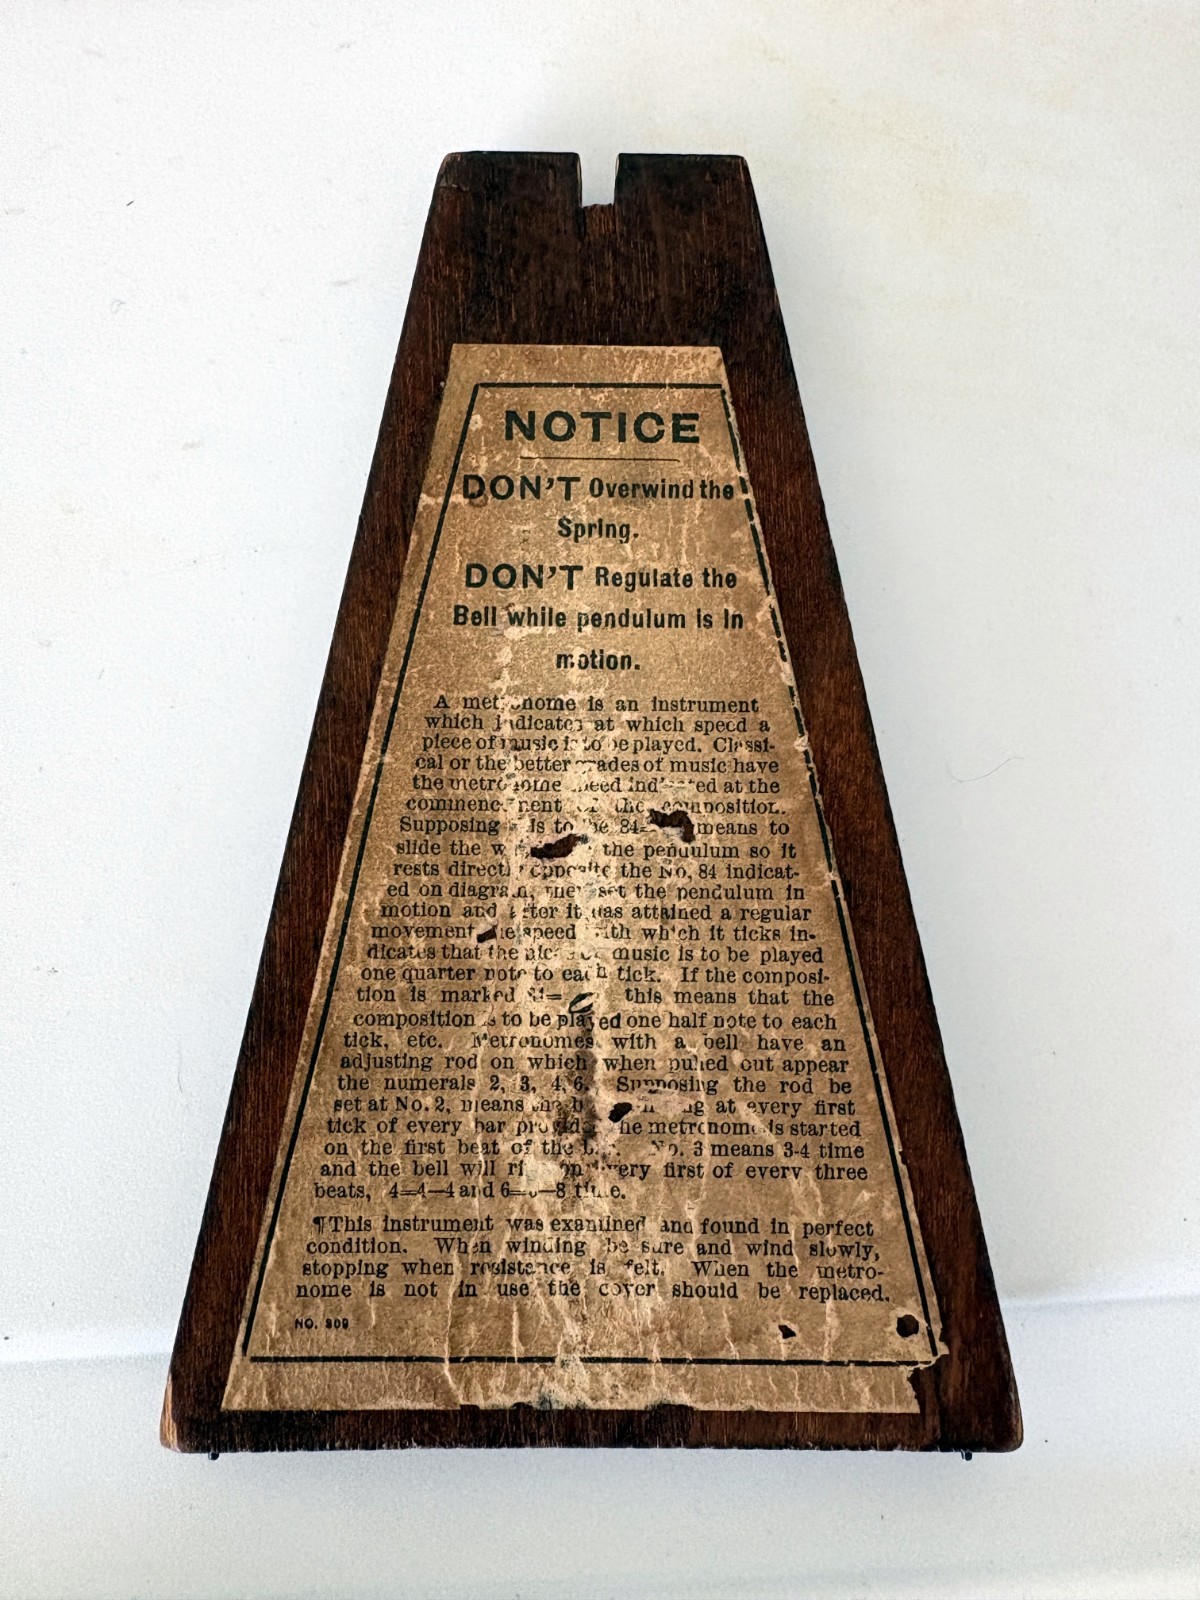 NOTICE
DON'T Overwind the
Spring.
DON'T Regulate the
Bell while pendulum is in
motion.
A metronome is an instrument
which indicates at which speed a
piece of music is to be played. Classi-
cal or the better grades of music have
the metronome speed indicated at the
commencement of the composition.
Supposing is to be 84= means to
slide the the pendulum so it
rests directly opposite the No. 84 indicat-
ed on diagram, then set the pendulum in
motion and after it has attained a regular
movement the speed with which it ticks in-
dicates that the piece of music is to be played
one quarter note to each tick. If the composi-
tion is marked 84= this means that the
composition is to be played one half note to each
tick, etc. Metronomes with a bell have an
adjusting rod on which when pulled out appear
the numerals 2, 3, 4, 6. Supposing the rod be
set at No. 2, means the at every first
tick of every bar provided the metronome is started
on the first beat of the No. 3 means 3-4 time
and the bell will on every first of every three
beats, 4=4—4 and 6= —8 time.
¶This instrument was examined and found in perfect
condition. When winding be sure and wind slowly,
stopping when resistance is felt. When the metro-
nome is not in use the cover should be replaced.
NO. 309